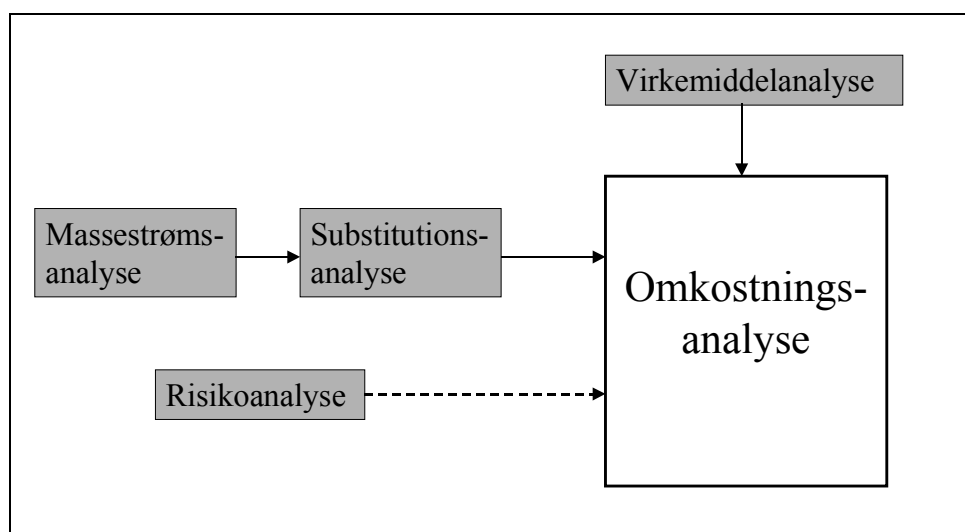 Virkemiddelanalyse
Massestrøms-
analyse
Substitutions-
analyse
Omkostnings-
analyse
Risikoanalyse